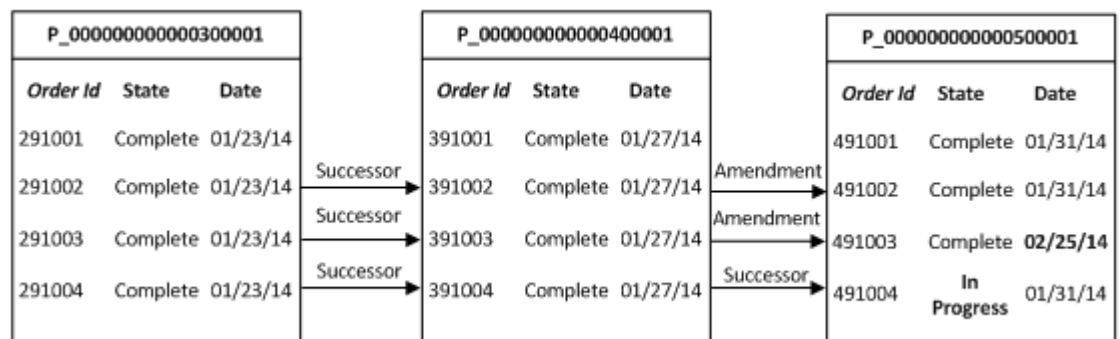 P_000000000000300001
Order Id State Date
291001 Complete 01/23/14
291002 Complete 01/23/14
291003 Complete 01/23/14
291004 Complete 01/23/14
Successor
Successor
Successor
P_000000000000400001
Order Id State Date
391001 Complete 01/27/14
391002 Complete 01/27/14
391003 Complete 01/27/14
391004 Complete 01/27/14
Amendment
Amendment
Successor
P_000000000000500001
Order Id State Date
491001 Complete 01/31/14
491002 Complete 01/31/14
491003 Complete 02/25/14
491004 In Progress 01/31/14